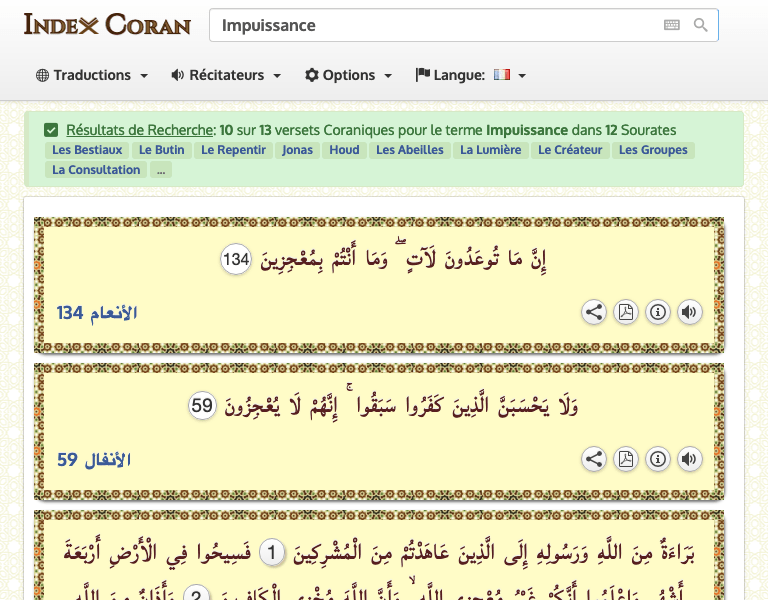 Index Coran
Impuissance
Traductions Récitateurs Options Langue:
Résultats de Recherche: 10 sur 13 versets Coraniques pour le terme Impuissance dans 12 Sourates
Les Bestiaux Le Butin Le Repentir Jonas Houd Les Abeilles La Lumière Le Créateur Les Groupes
La Consultation ...
إِنَّ مَا تُوعَدُونَ لَآتٍ ۖ وَمَا أَنْتُمْ بِمُعْجِزِينَ 134
الأنعام 134
وَلَا يَحْسَبَنَّ الَّذِينَ كَفَرُوا سَبَقُوا ۚ إِنَّهُمْ لَا يُعْجِزُونَ 59
الأنفال 59
بَرَاءَةٌ مِنَ اللَّهِ وَرَسُولِهِ إِلَى الَّذِينَ عَاهَدْتُمْ مِنَ الْمُشْرِكِينَ 1 فَسِيحُوا فِي الْأَرْضِ أَرْبَعَةَ